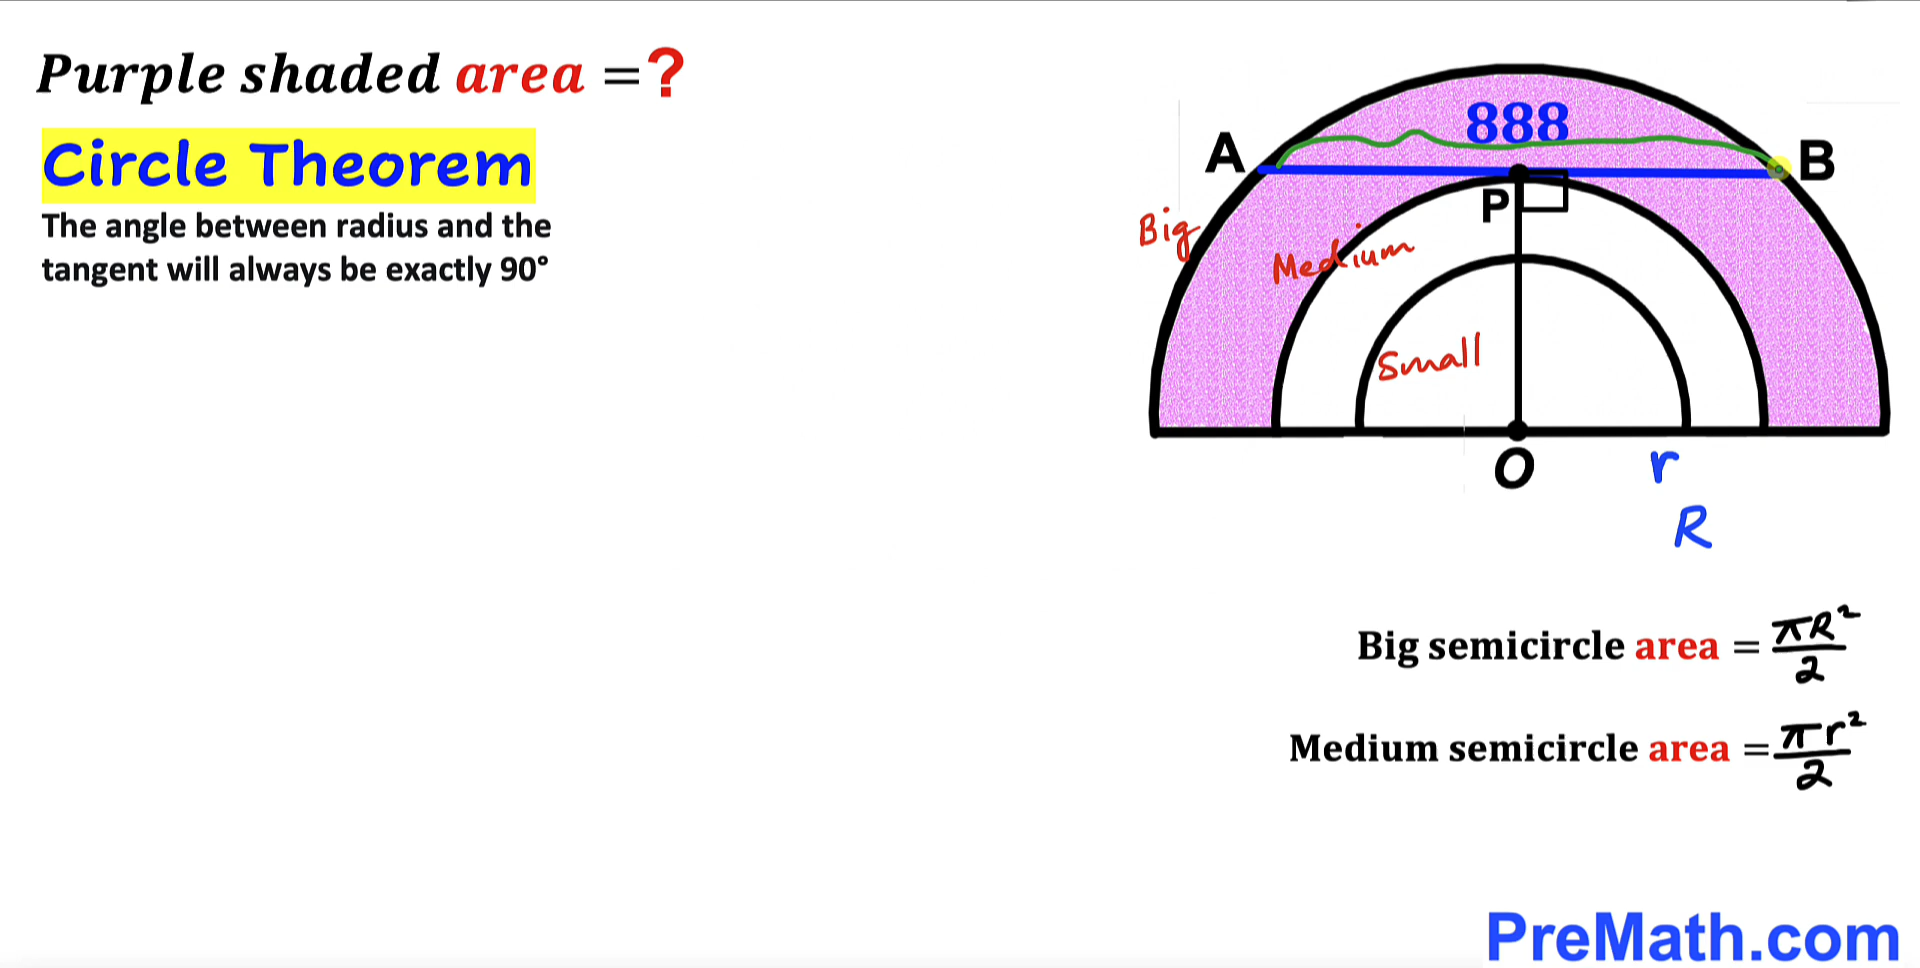 Purple shaded area =?
Circle Theorem
The angle between radius and the
tangent will always be exactly 90°
888
A
B
P
Big
Medium
Small
O
r
R
Big semicircle area = πR²/2
Medium semicircle area = πr²/2
PreMath.com